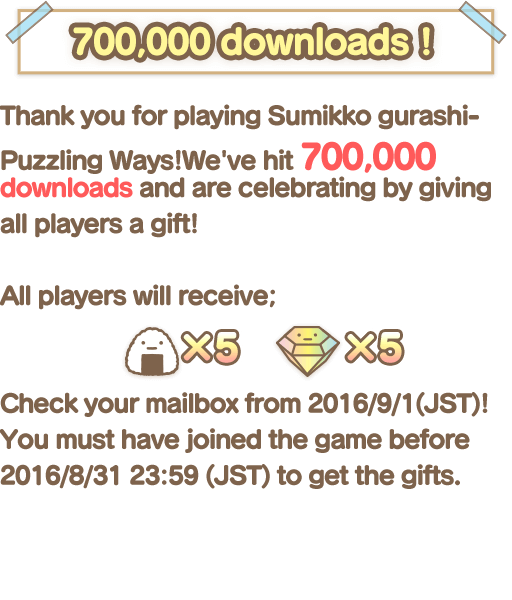 700,000 downloads！
Thank you for playing Sumikko gurashi-
Puzzling Ways!We've hit 700,000
downloads and are celebrating by giving
all players a gift!
All players will receive;
×5 ×5
Check your mailbox from 2016/9/1(JST)!
You must have joined the game before
2016/8/31 23:59 (JST) to get the gifts.